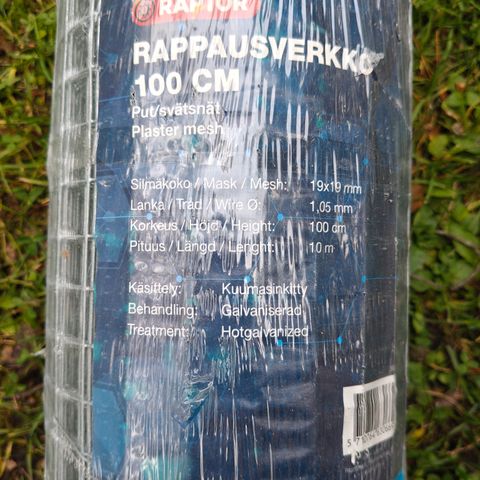 RAPTOR
RAPPAUSVERKKO
100 CM
Put/svätsnät
Plaster mesh
Silmäkoko / Mask / Mesh: 19x19 mm
Lanka / Tråd / Wire Ø: 1,05 mm
Korkeus / Höjd / Height: 100 cm
Pituus / Längd / Lenght: 10 m
Käsittely: Kuumasinkitty
Behandling: Galvaniserad
Treatment: Hotgalvanized